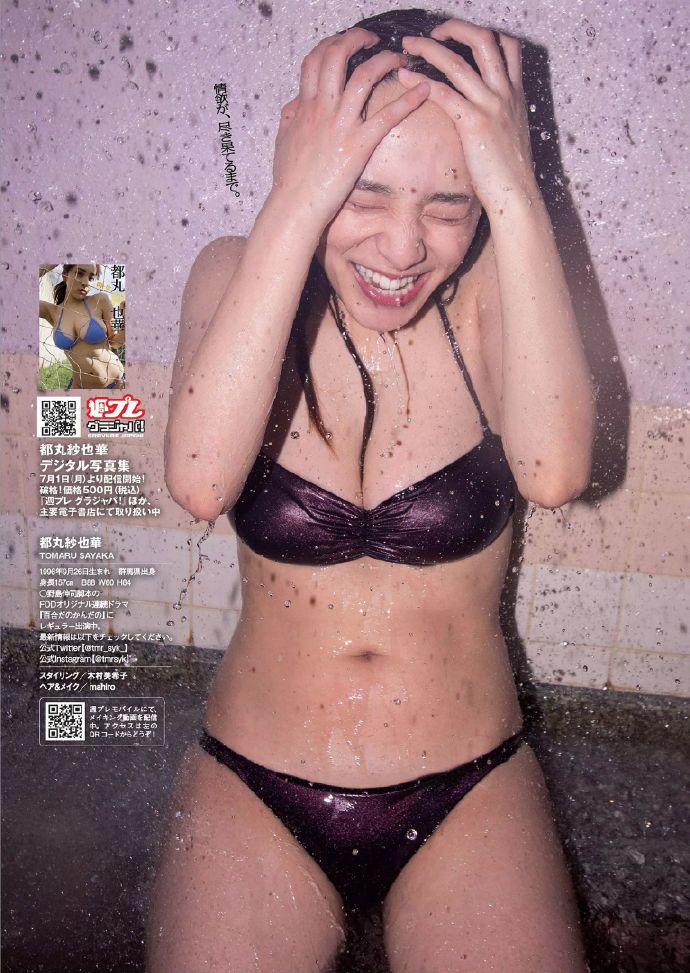 情欲が、尽き果てるまで。
都丸
也華
週プレ
グラジャパ!
GRAVURE JAPAN!
都丸紗也華
デジタル写真集
7月1日(月)より配信開始!
破格!価格500円(税込)
「週プレ グラジャパ!」ほか、
主要電子書店にて取り扱い中
都丸紗也華
TOMARU SAYAKA
1996年9月26日生まれ 群馬県出身
身長157㎝ B88 W60 H84
○野島伸司脚本の
FODオリジナル連続ドラマ
『百合だのかんだの』に
レギュラー出演中。
最新情報は以下をチェックしてください。
公式Twitter【@tmr_syk_】
公式Instagram【@tmrsyk】
スタイリング/木村美希子
ヘア&メイク/mahiro
週プレモバイルにて、
メイキング動画を配信
中。アクセスは左の
QRコードからどうぞ!